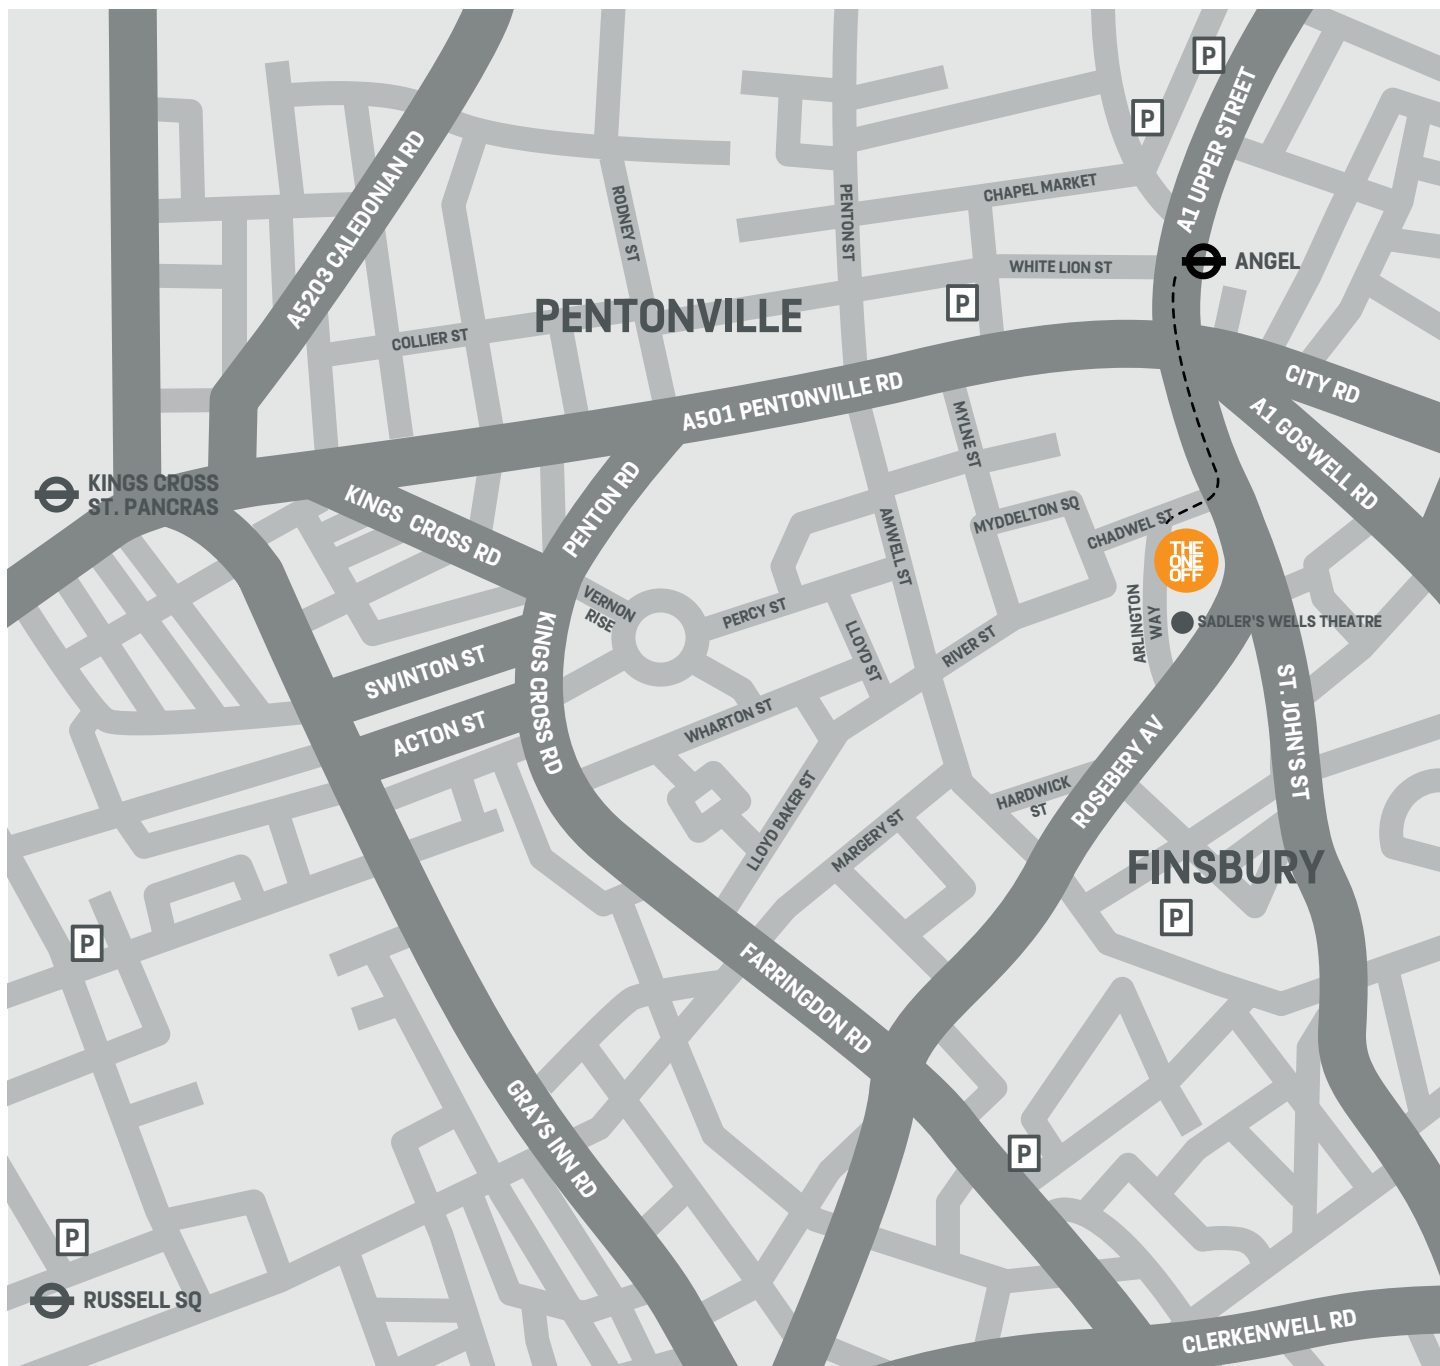 P
P
A1 UPPER STREET
A5203 CALEDONIAN RD
RODNEY ST
PENTON ST
CHAPEL MARKET
WHITE LION ST
ANGEL
P
PENTONVILLE
COLLIER ST
A501 PENTONVILLE RD
CITY RD
A1 GOSWELL RD
MYLNE ST
KINGS CROSS
ST. PANCRAS
KINGS CROSS RD
PENTON RD
AMWELL ST
MYDDELTON SQ
CHADWEL ST
THE
ONE
OFF
VERNON
RISE
PERCY ST
LLOYD ST
RIVER ST
ARLINGTON
WAY
SADLER'S WELLS THEATRE
SWINTON ST
ACTON ST
KINGS CROSS RD
WHARTON ST
ST. JOHN'S ST
ROSEBERY AV
HARDWICK
ST
LLOYD BAKER ST
MARGERY ST
FINSBURY
P
P
FARRINGDON RD
GRAYS INN RD
P
P
RUSSELL SQ
CLERKENWELL RD